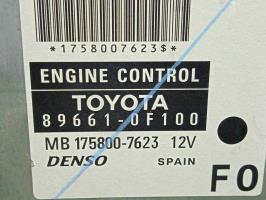 *1758007623$*
ENGINE CONTROL
TOYOTA
89661-0F100
MB 175800-7623 12V
DENSO SPAIN
F0